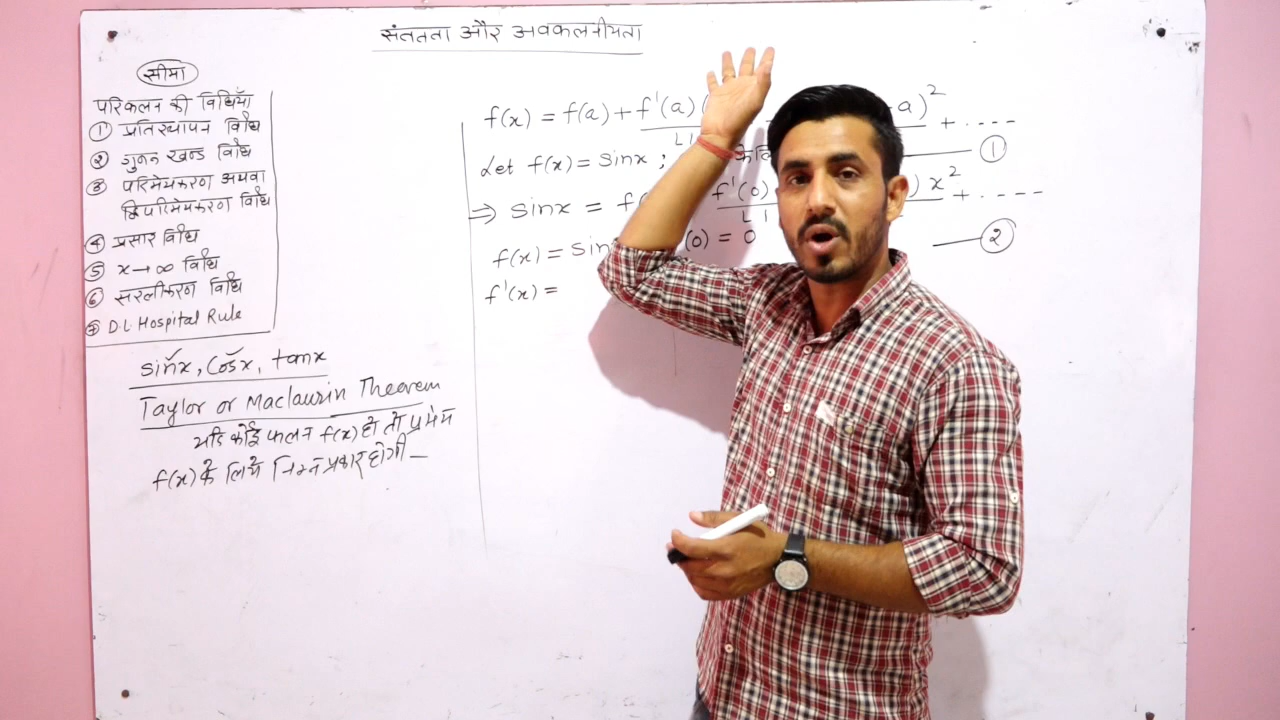 संततता और अवकलनीयता
सीमा
परिकलन की विधियाँ
① प्रतिस्थापन विधि
② गुणन खण्ड विधि
③ परिमेयकरण अथवा
विपरिमेयकरण विधि
④ प्रसार विधि
⑤ x→∞ विधि
⑥ सरलीकरण विधि
⑦ D.L Hospital Rule
sinx, cosx, tanx
Taylor or Maclaurin Theorem
यदि कोई फलन f(x) हो तो प्रमेय
f(x) के लिये निम्न प्रकार होगी –
f(x) = f(a) + f'(a)( a)² + ....
Let f(x) = sinx ; ①
⇒ sinx = f'(0) x² + ----
f(x) = sin (0) = 0 ②
f'(x) =